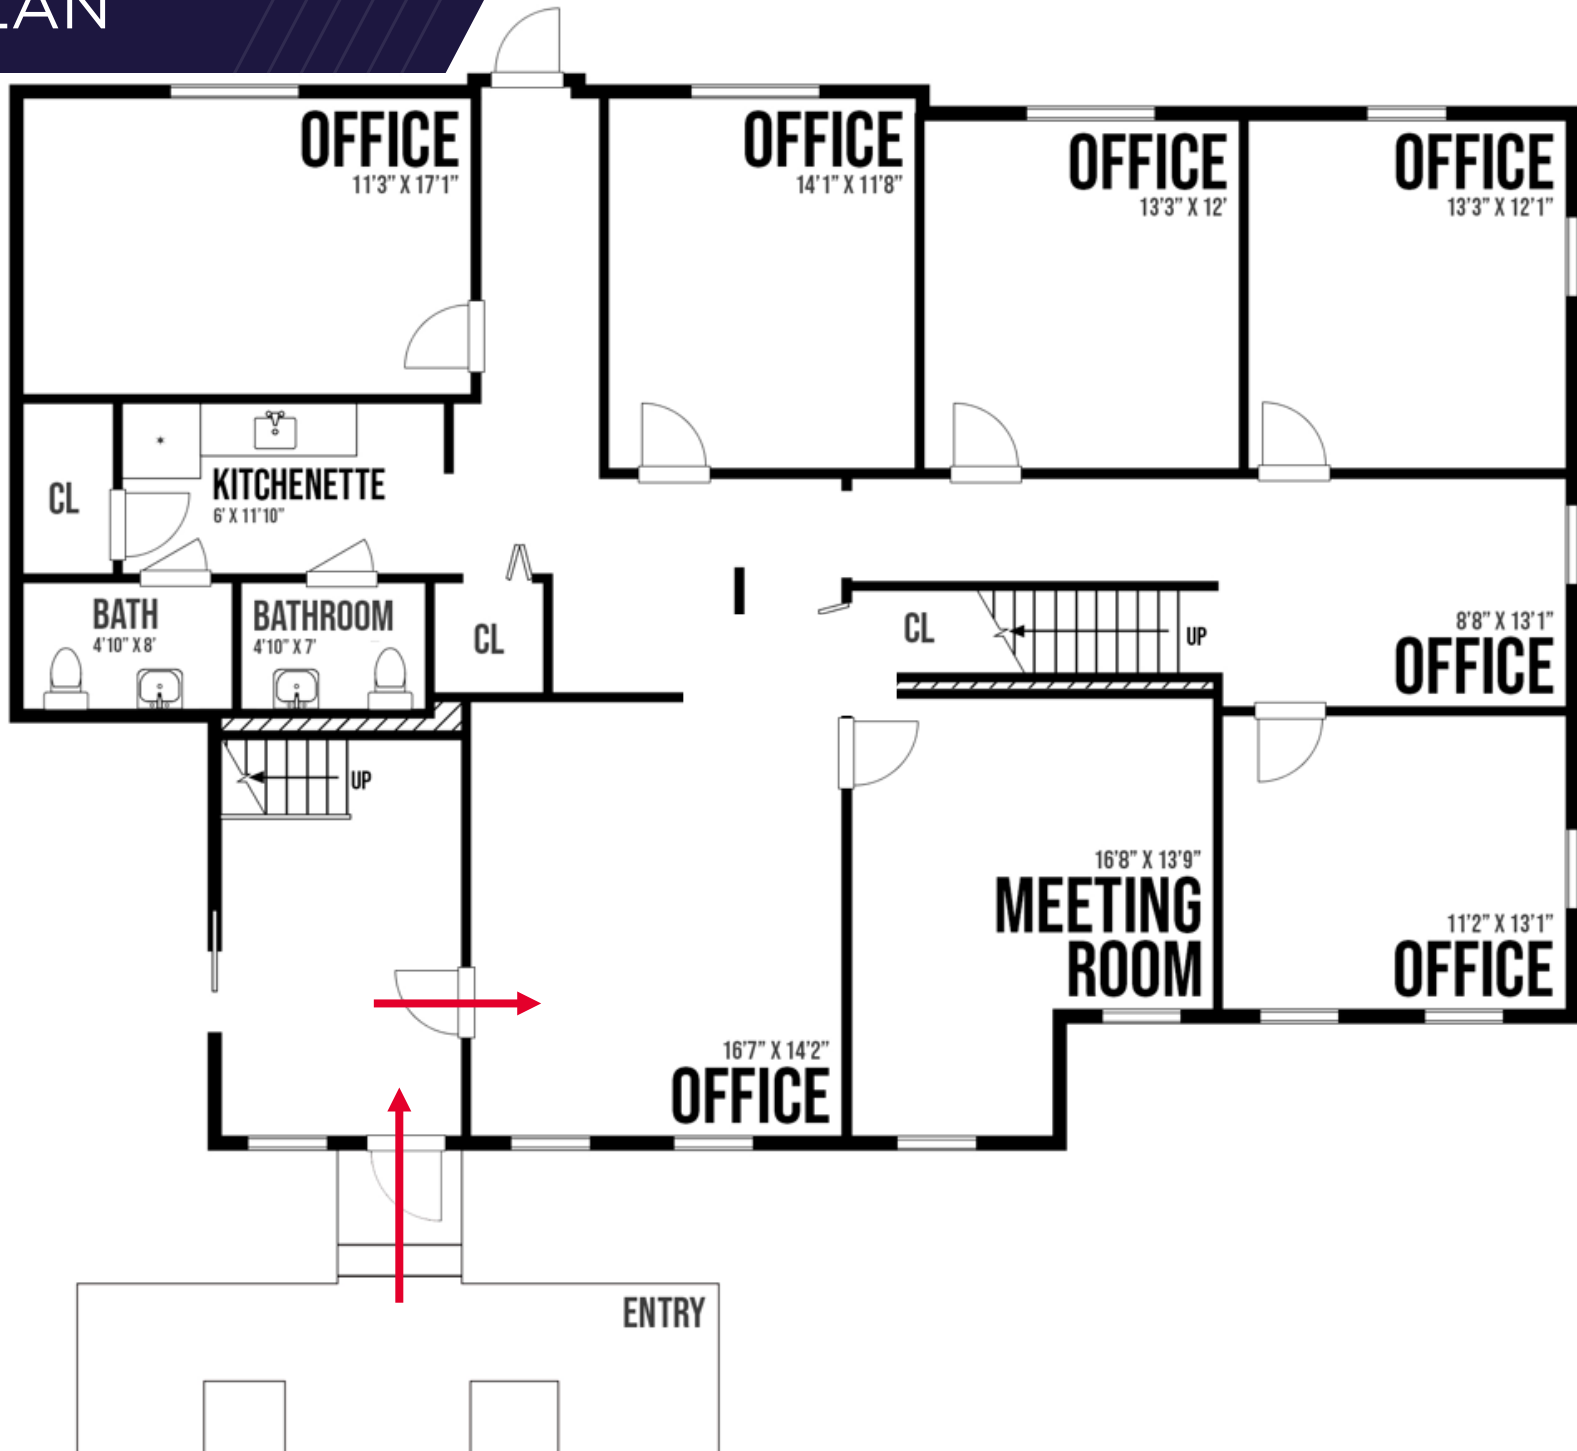 OFFICE
11'3” X 17'1”
OFFICE
14'1” X 11'8”
OFFICE
13'3” X 12'
OFFICE
13'3” X 12'1”
CL
KITCHENETTE
6' X 11'10”
BATH
4'10” X 8'
BATHROOM
4'10” X 7'
CL
CL
UP
8'8” X 13'1”
OFFICE
UP
16'8” X 13'9”
MEETING
ROOM
11'2” X 13'1”
OFFICE
16'7” X 14'2”
OFFICE
ENTRY